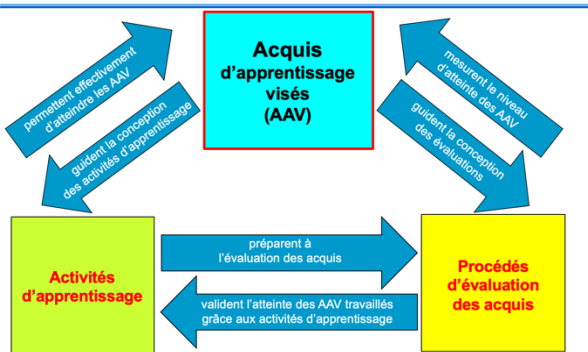 Acquis
d'apprentissage
visés
(AAV)
permettent effectivement
d'atteindre les AAV
guident la conception
des activités d'apprentissage
mesurent le niveau
d'atteinte des AAV
guident la conception
des évaluations
Activités
d'apprentissage
préparent à
l'évaluation des acquis
valident l'atteinte des AAV travaillés
grâce aux activités d'apprentissage
Procédés
d'évaluation
des acquis